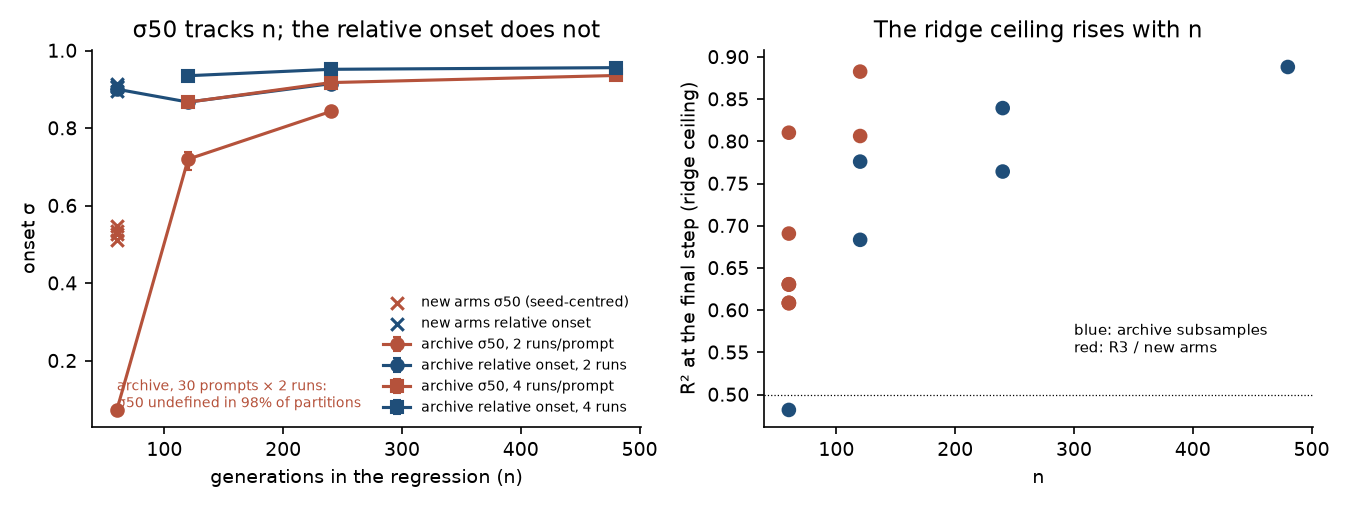 σ50 tracks n; the relative onset does not
1.0
0.8
0.6
0.4
0.2
onset σ
100
200
300
400
500
generations in the regression (n)
new arms σ50 (seed-centred)
new arms relative onset
archive σ50, 2 runs/prompt
archive relative onset, 2 runs
archive σ50, 4 runs/prompt
archive relative onset, 4 runs
archive, 30 prompts × 2 runs:
σ50 undefined in 98% of partitions
The ridge ceiling rises with n
0.90
0.85
0.80
0.75
0.70
0.65
0.60
0.55
0.50
R² at the final step (ridge ceiling)
100
200
300
400
500
n
blue: archive subsamples
red: R3 / new arms